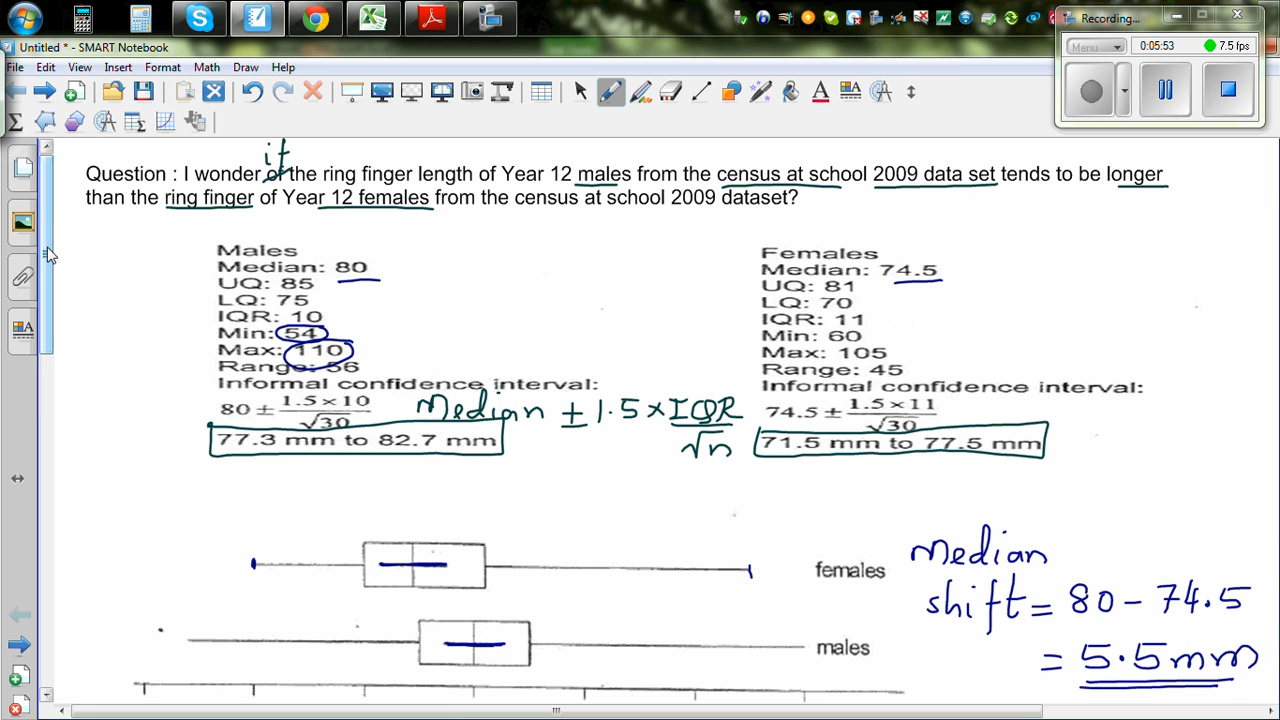 Recording...
Untitled * - SMART Notebook
Menu
0:05:53
7.5 fps
File Edit View Insert Format Math Draw Help
if
Question : I wonder of the ring finger length of Year 12 males from the census at school 2009 data set tends to be longer
than the ring finger of Year 12 females from the census at school 2009 dataset?
Males
Median: 80
UQ: 85
LQ: 75
IQR: 10
Min: 54
Max: 110
Range: 56
Informal confidence interval:
80 ± 1.5 × 10 / √30
77.3 mm to 82.7 mm
Median ± 1.5 × IQR / √n
Females
Median: 74.5
UQ: 81
LQ: 70
IQR: 11
Min: 60
Max: 105
Range: 45
Informal confidence interval:
74.5 ± 1.5 × 11 / √30
71.5 mm to 77.5 mm
females
males
Median
shift = 80 - 74.5
= 5.5mm